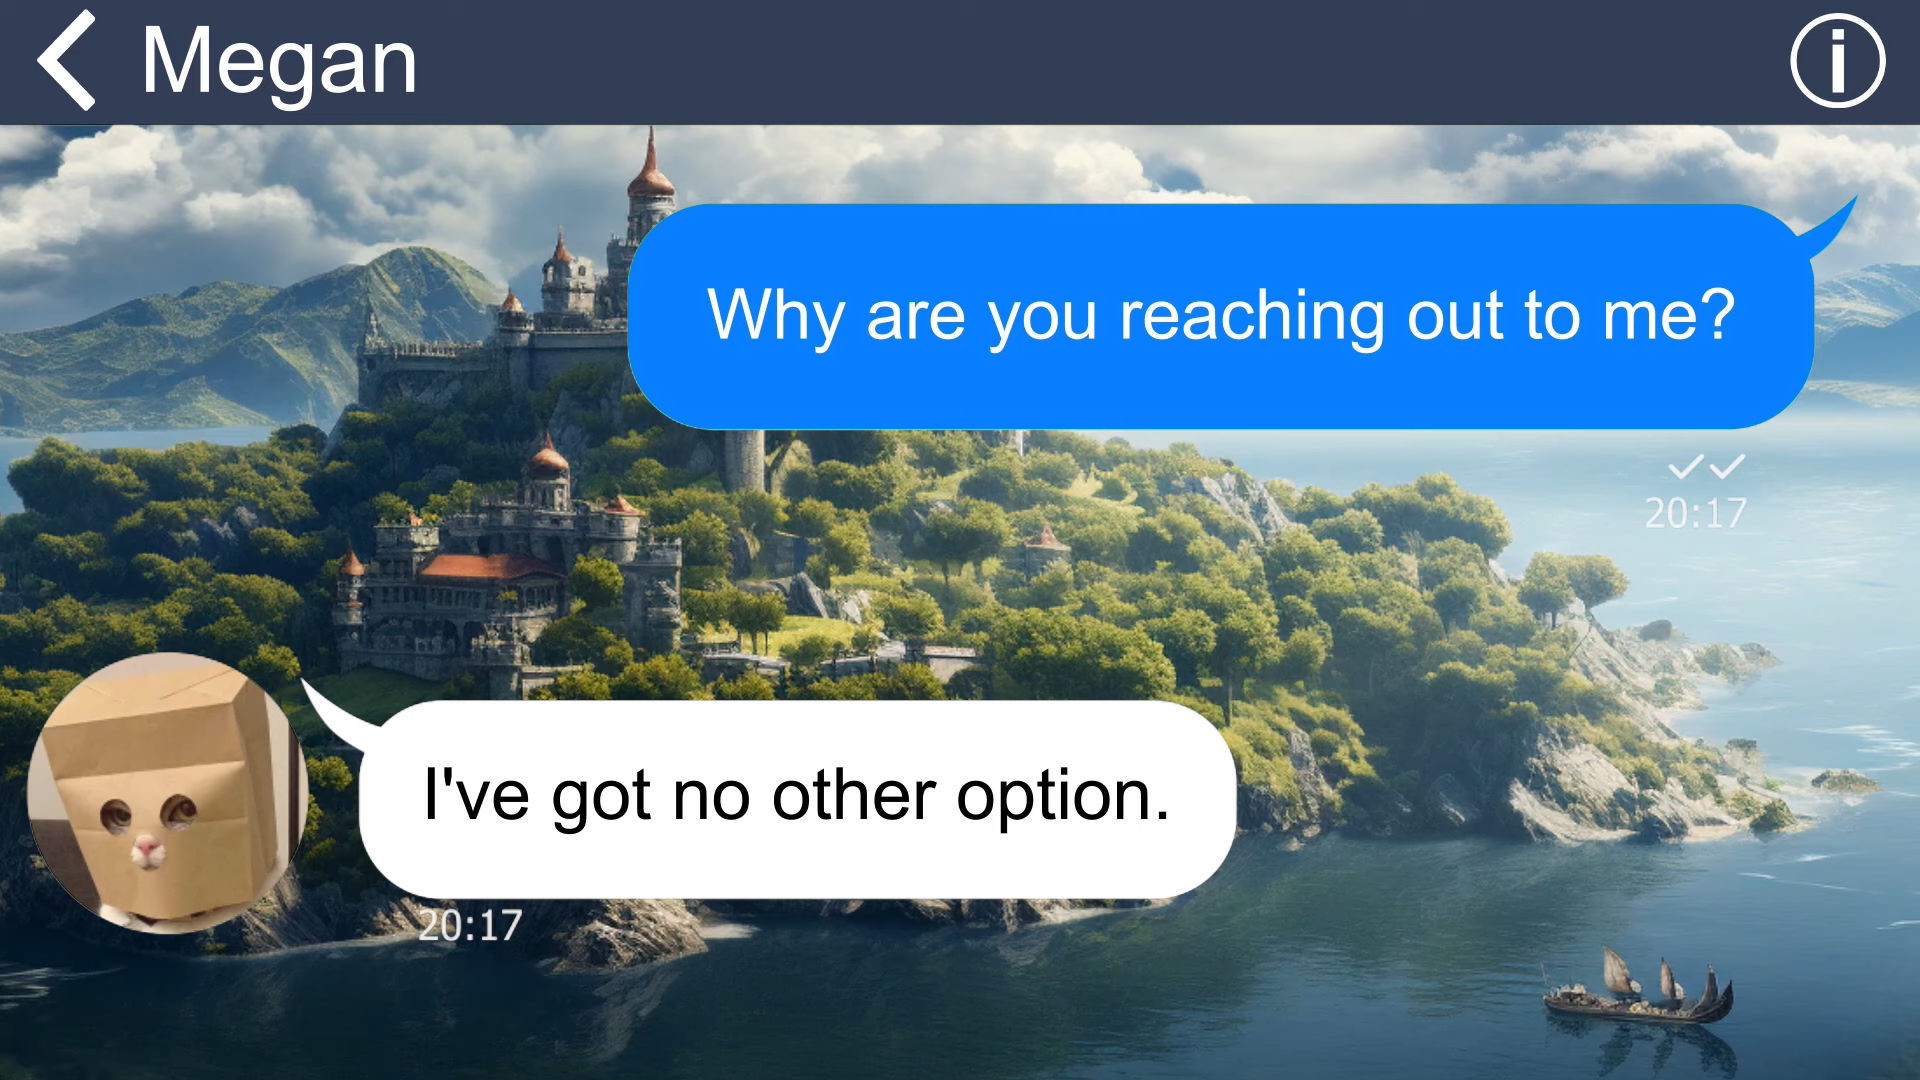 Megan
Why are you reaching out to me?
20:17
I've got no other option.
20:17